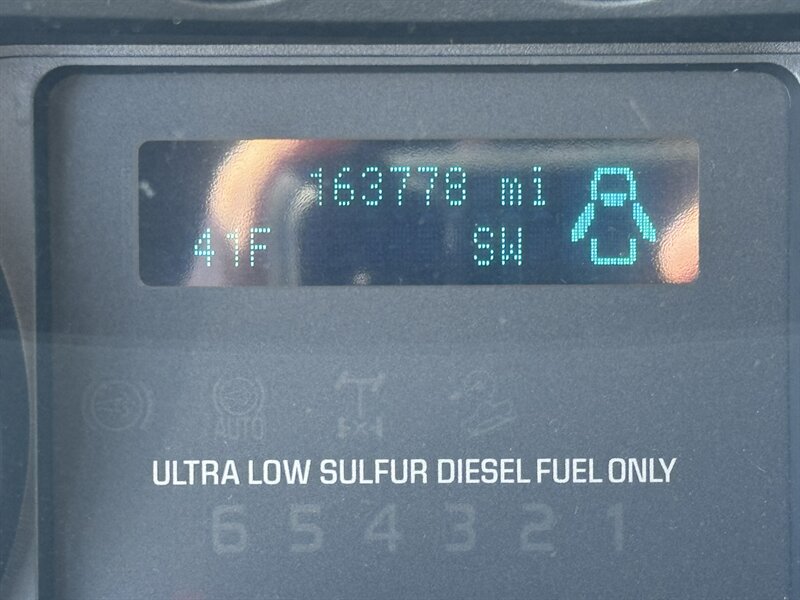 163778 mi
41F SW
AUTO
4x4
ULTRA LOW SULFUR DIESEL FUEL ONLY
6 5 4 3 2 1